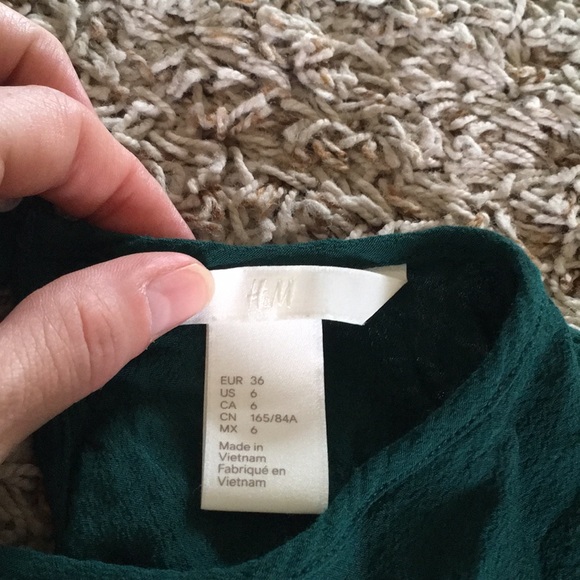 H&M
EUR 36
US 6
CA 6
CN 165/84A
MX 6
Made in
Vietnam
Fabriqué en
Vietnam